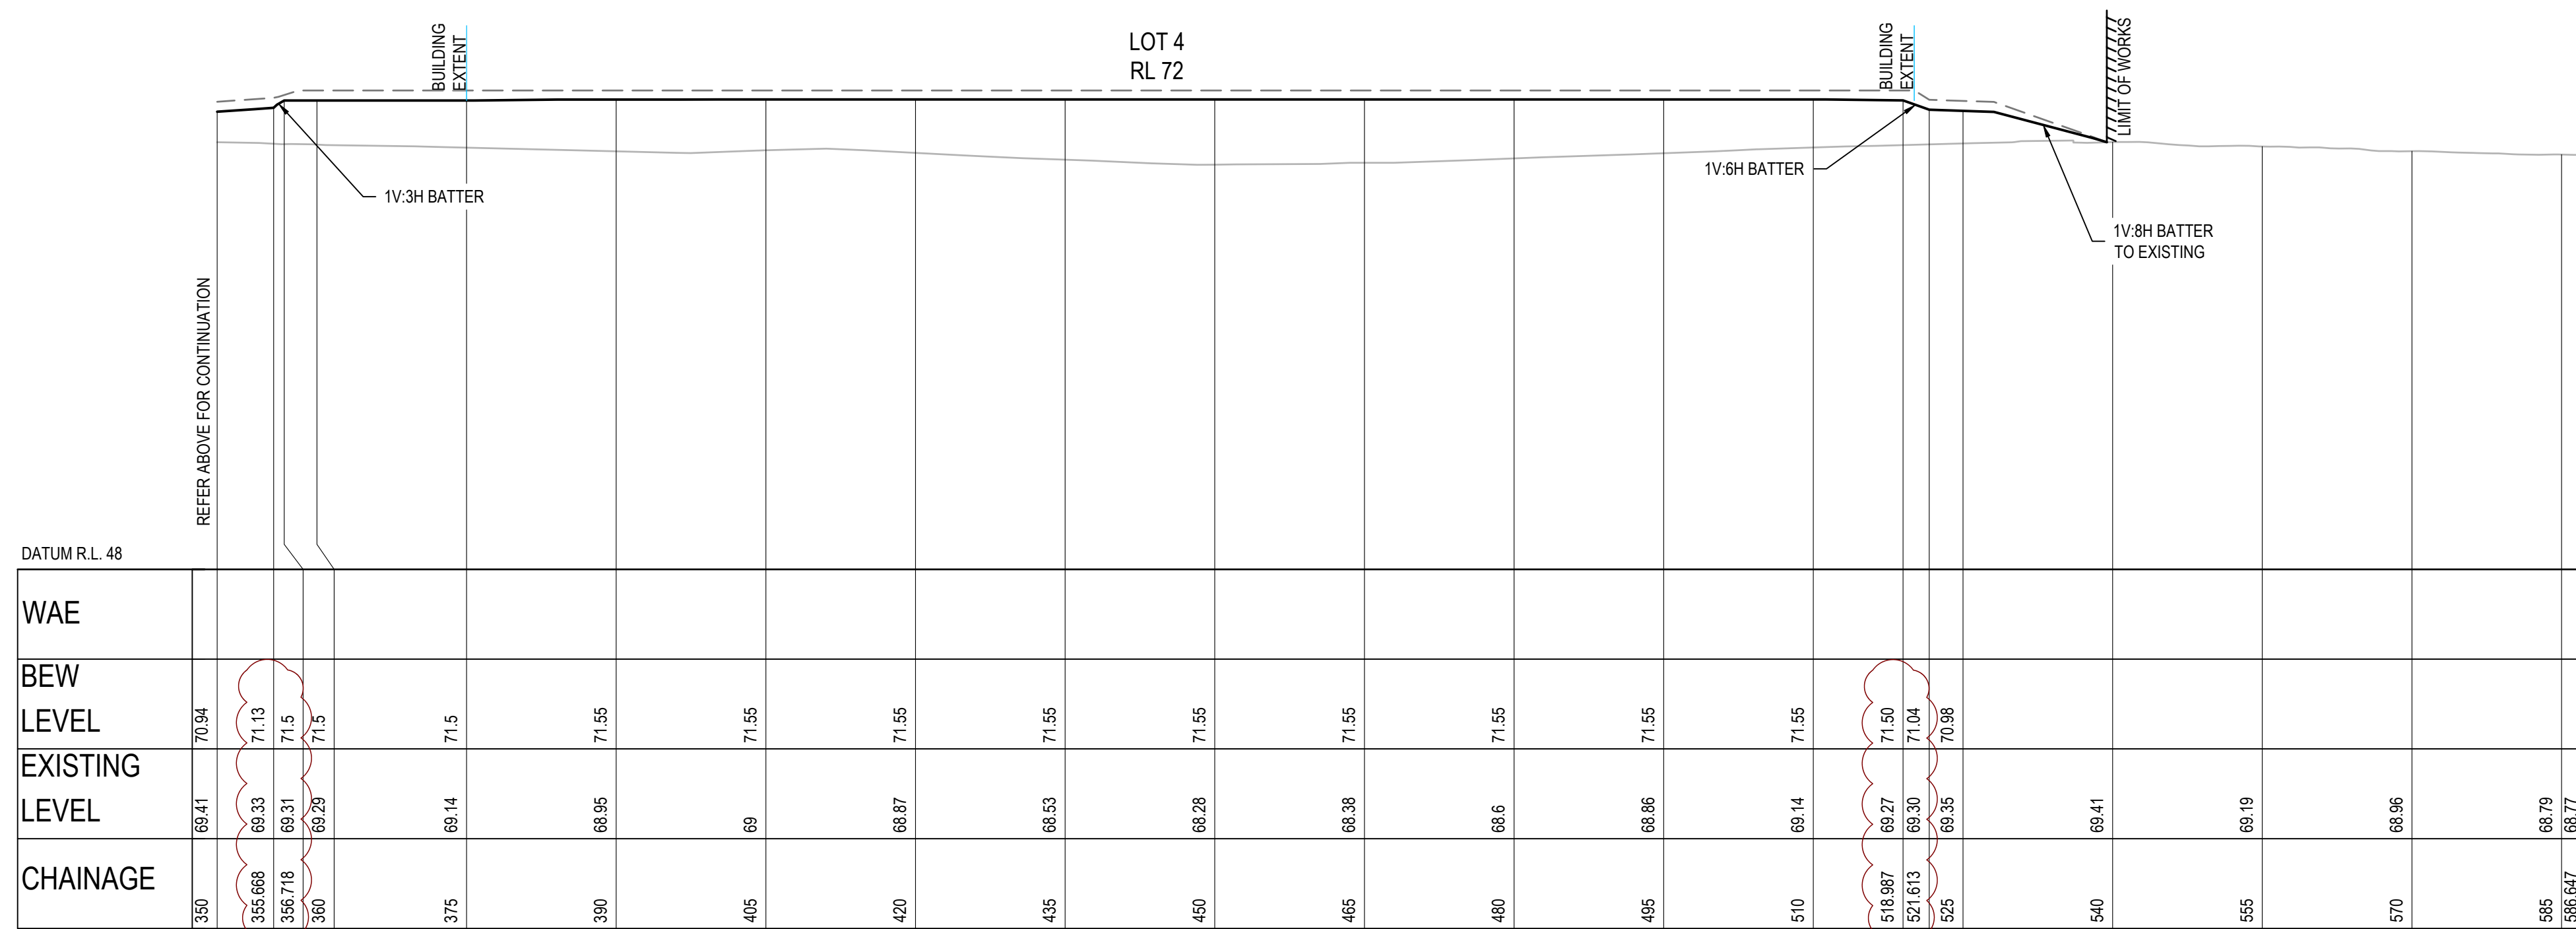 BUILDING
EXTENT
LOT 4
RL 72
BUILDING
EXTENT
LIMIT OF WORKS
1V:3H BATTER
1V:6H BATTER
1V:8H BATTER
TO EXISTING
REFER ABOVE FOR CONTINUATION
DATUM R.L. 48
WAE
BEW
LEVEL
70.94 71.13 71.5 71.5 71.5 71.55 71.55 71.55 71.55 71.55 71.55 71.55 71.55 71.55 71.50 71.04 70.98
EXISTING
LEVEL
69.41 69.33 69.31 69.29 69.14 68.95 69 68.87 68.53 68.28 68.38 68.6 68.86 69.14 69.27 69.30 69.35 69.41 69.19 68.96 68.79 68.77
CHAINAGE
350 355.668 356.718 360 375 390 405 420 435 450 465 480 495 510 518.987 521.613 525 540 555 570 585 586.647